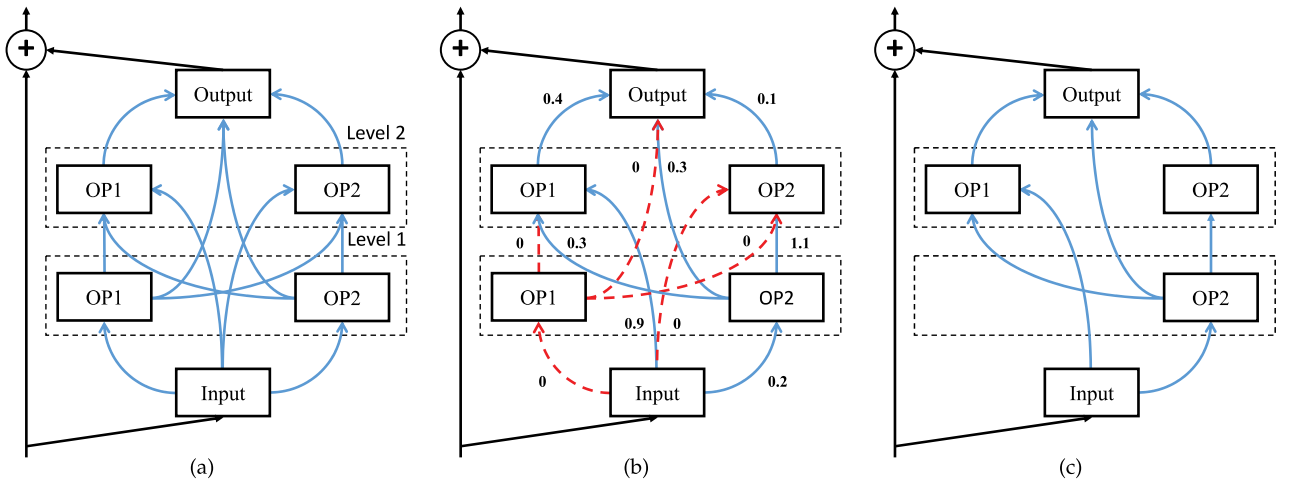 +
Output
Level 2
OP1
OP2
Level 1
OP1
OP2
Input
(a)
+
Output
0.4
0.1
0
0.3
OP1
OP2
0
0.3
0
1.1
OP1
OP2
0.9
0
Input
0
0.2
(b)
+
Output
OP1
OP2
OP2
Input
(c)